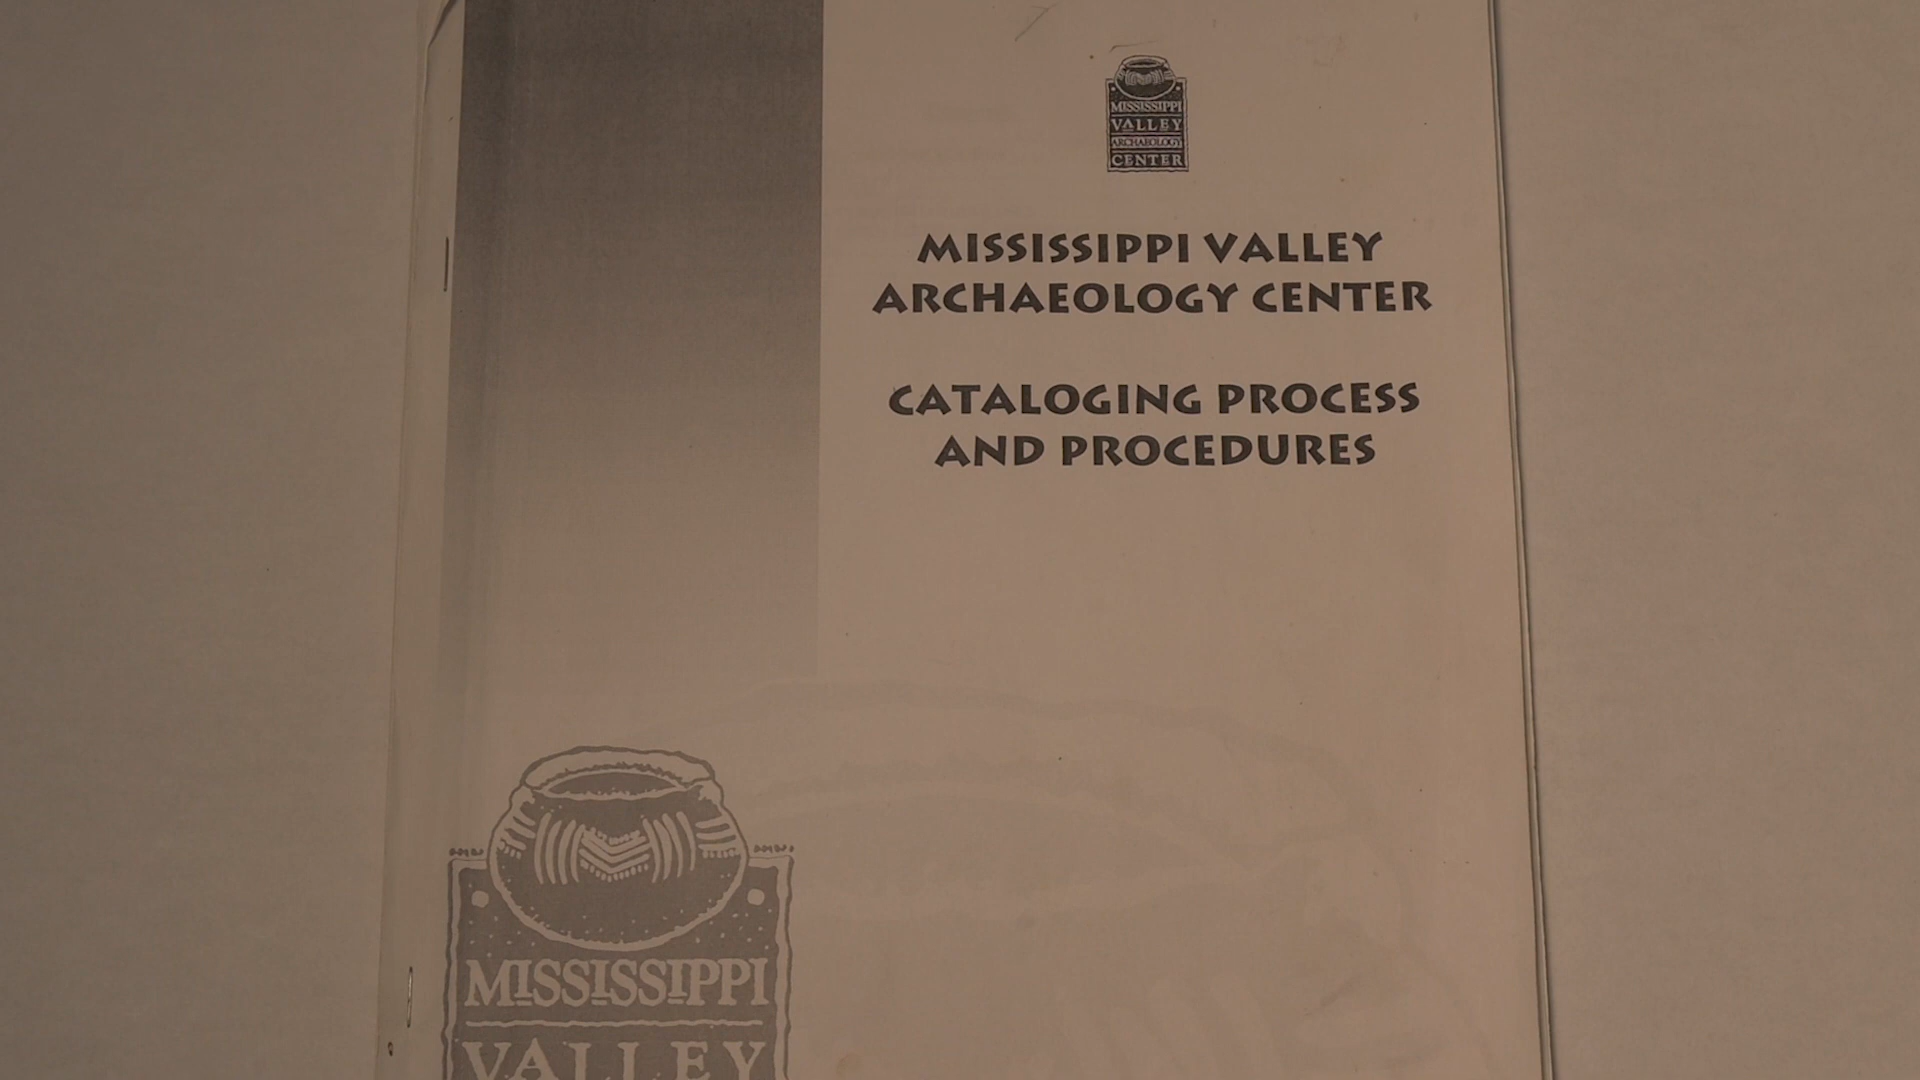 MISSISSIPPI
VALLEY
ARCHAEOLOGY
CENTER
MISSISSIPPI VALLEY
ARCHAEOLOGY CENTER
CATALOGING PROCESS
AND PROCEDURES
MISSISSIPPI
VALLEY